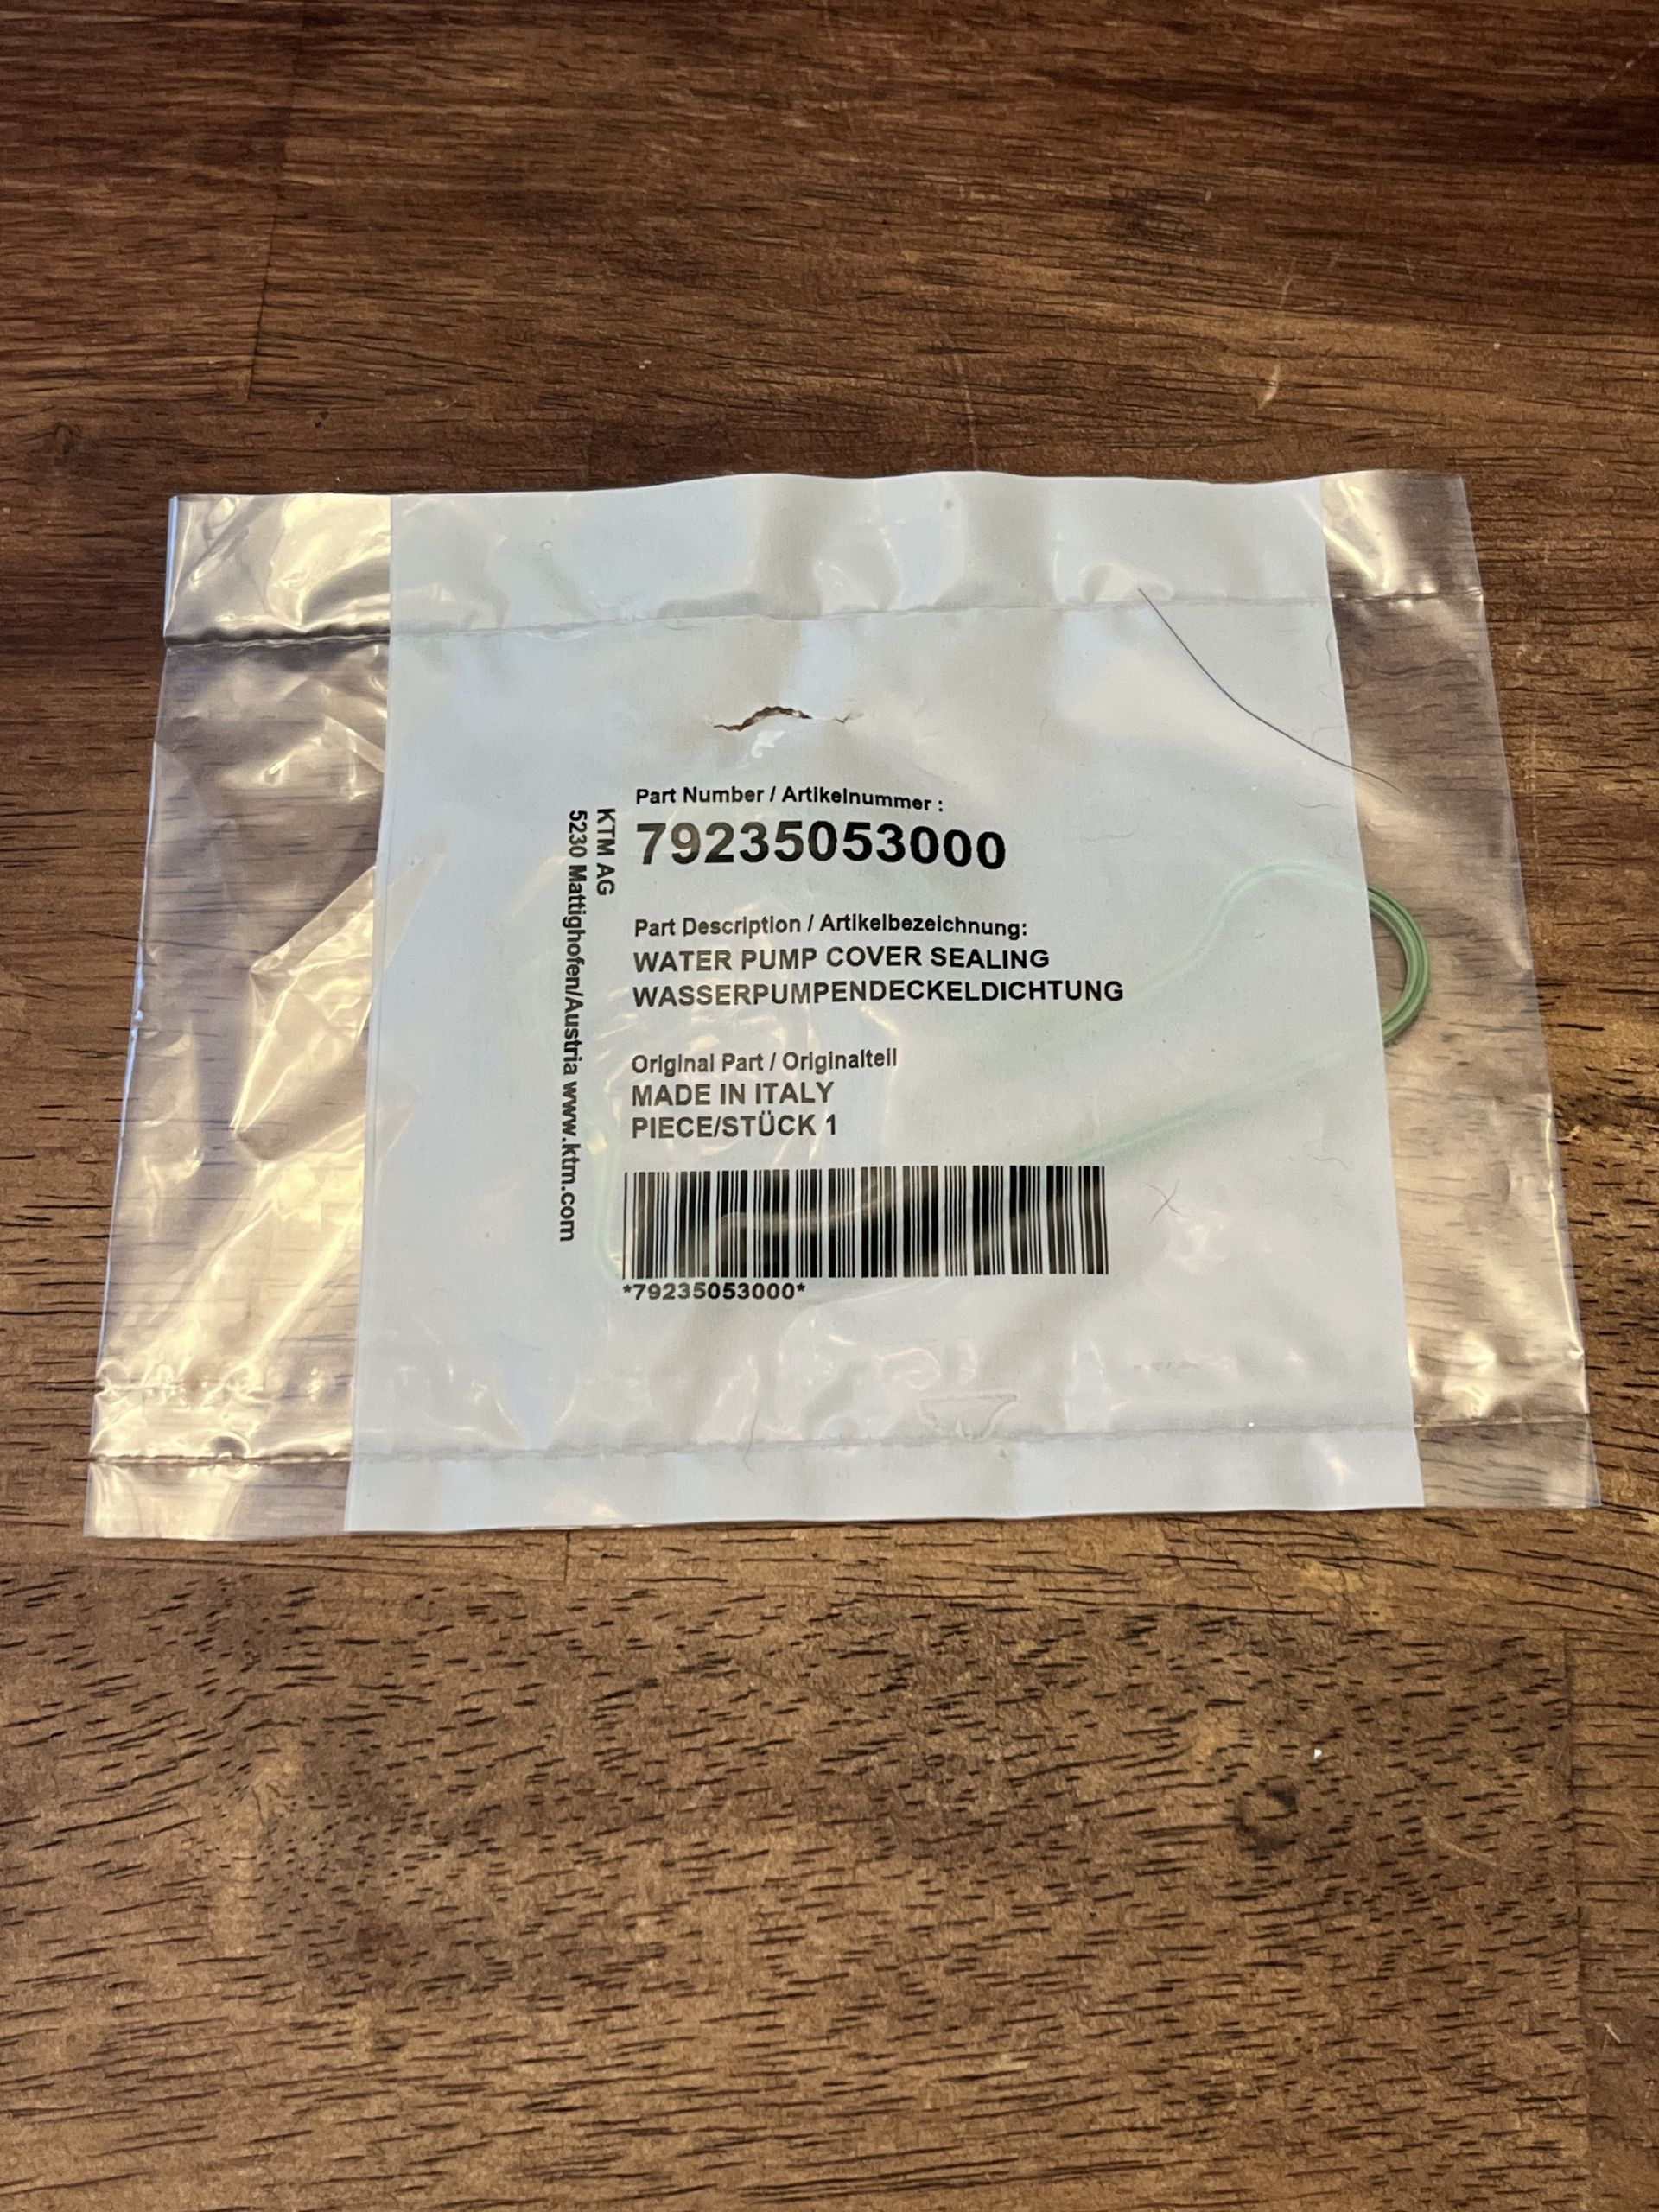 Part Number / Artikelnummer :
79235053000
Part Description / Artikelbezeichnung:
WATER PUMP COVER SEALING
WASSERPUMPENDECKELDICHTUNG
Original Part / Originalteil
MADE IN ITALY
PIECE/STÜCK 1
*79235053000*
KTM AG
5230 Mattighofen/Austria www.ktm.com